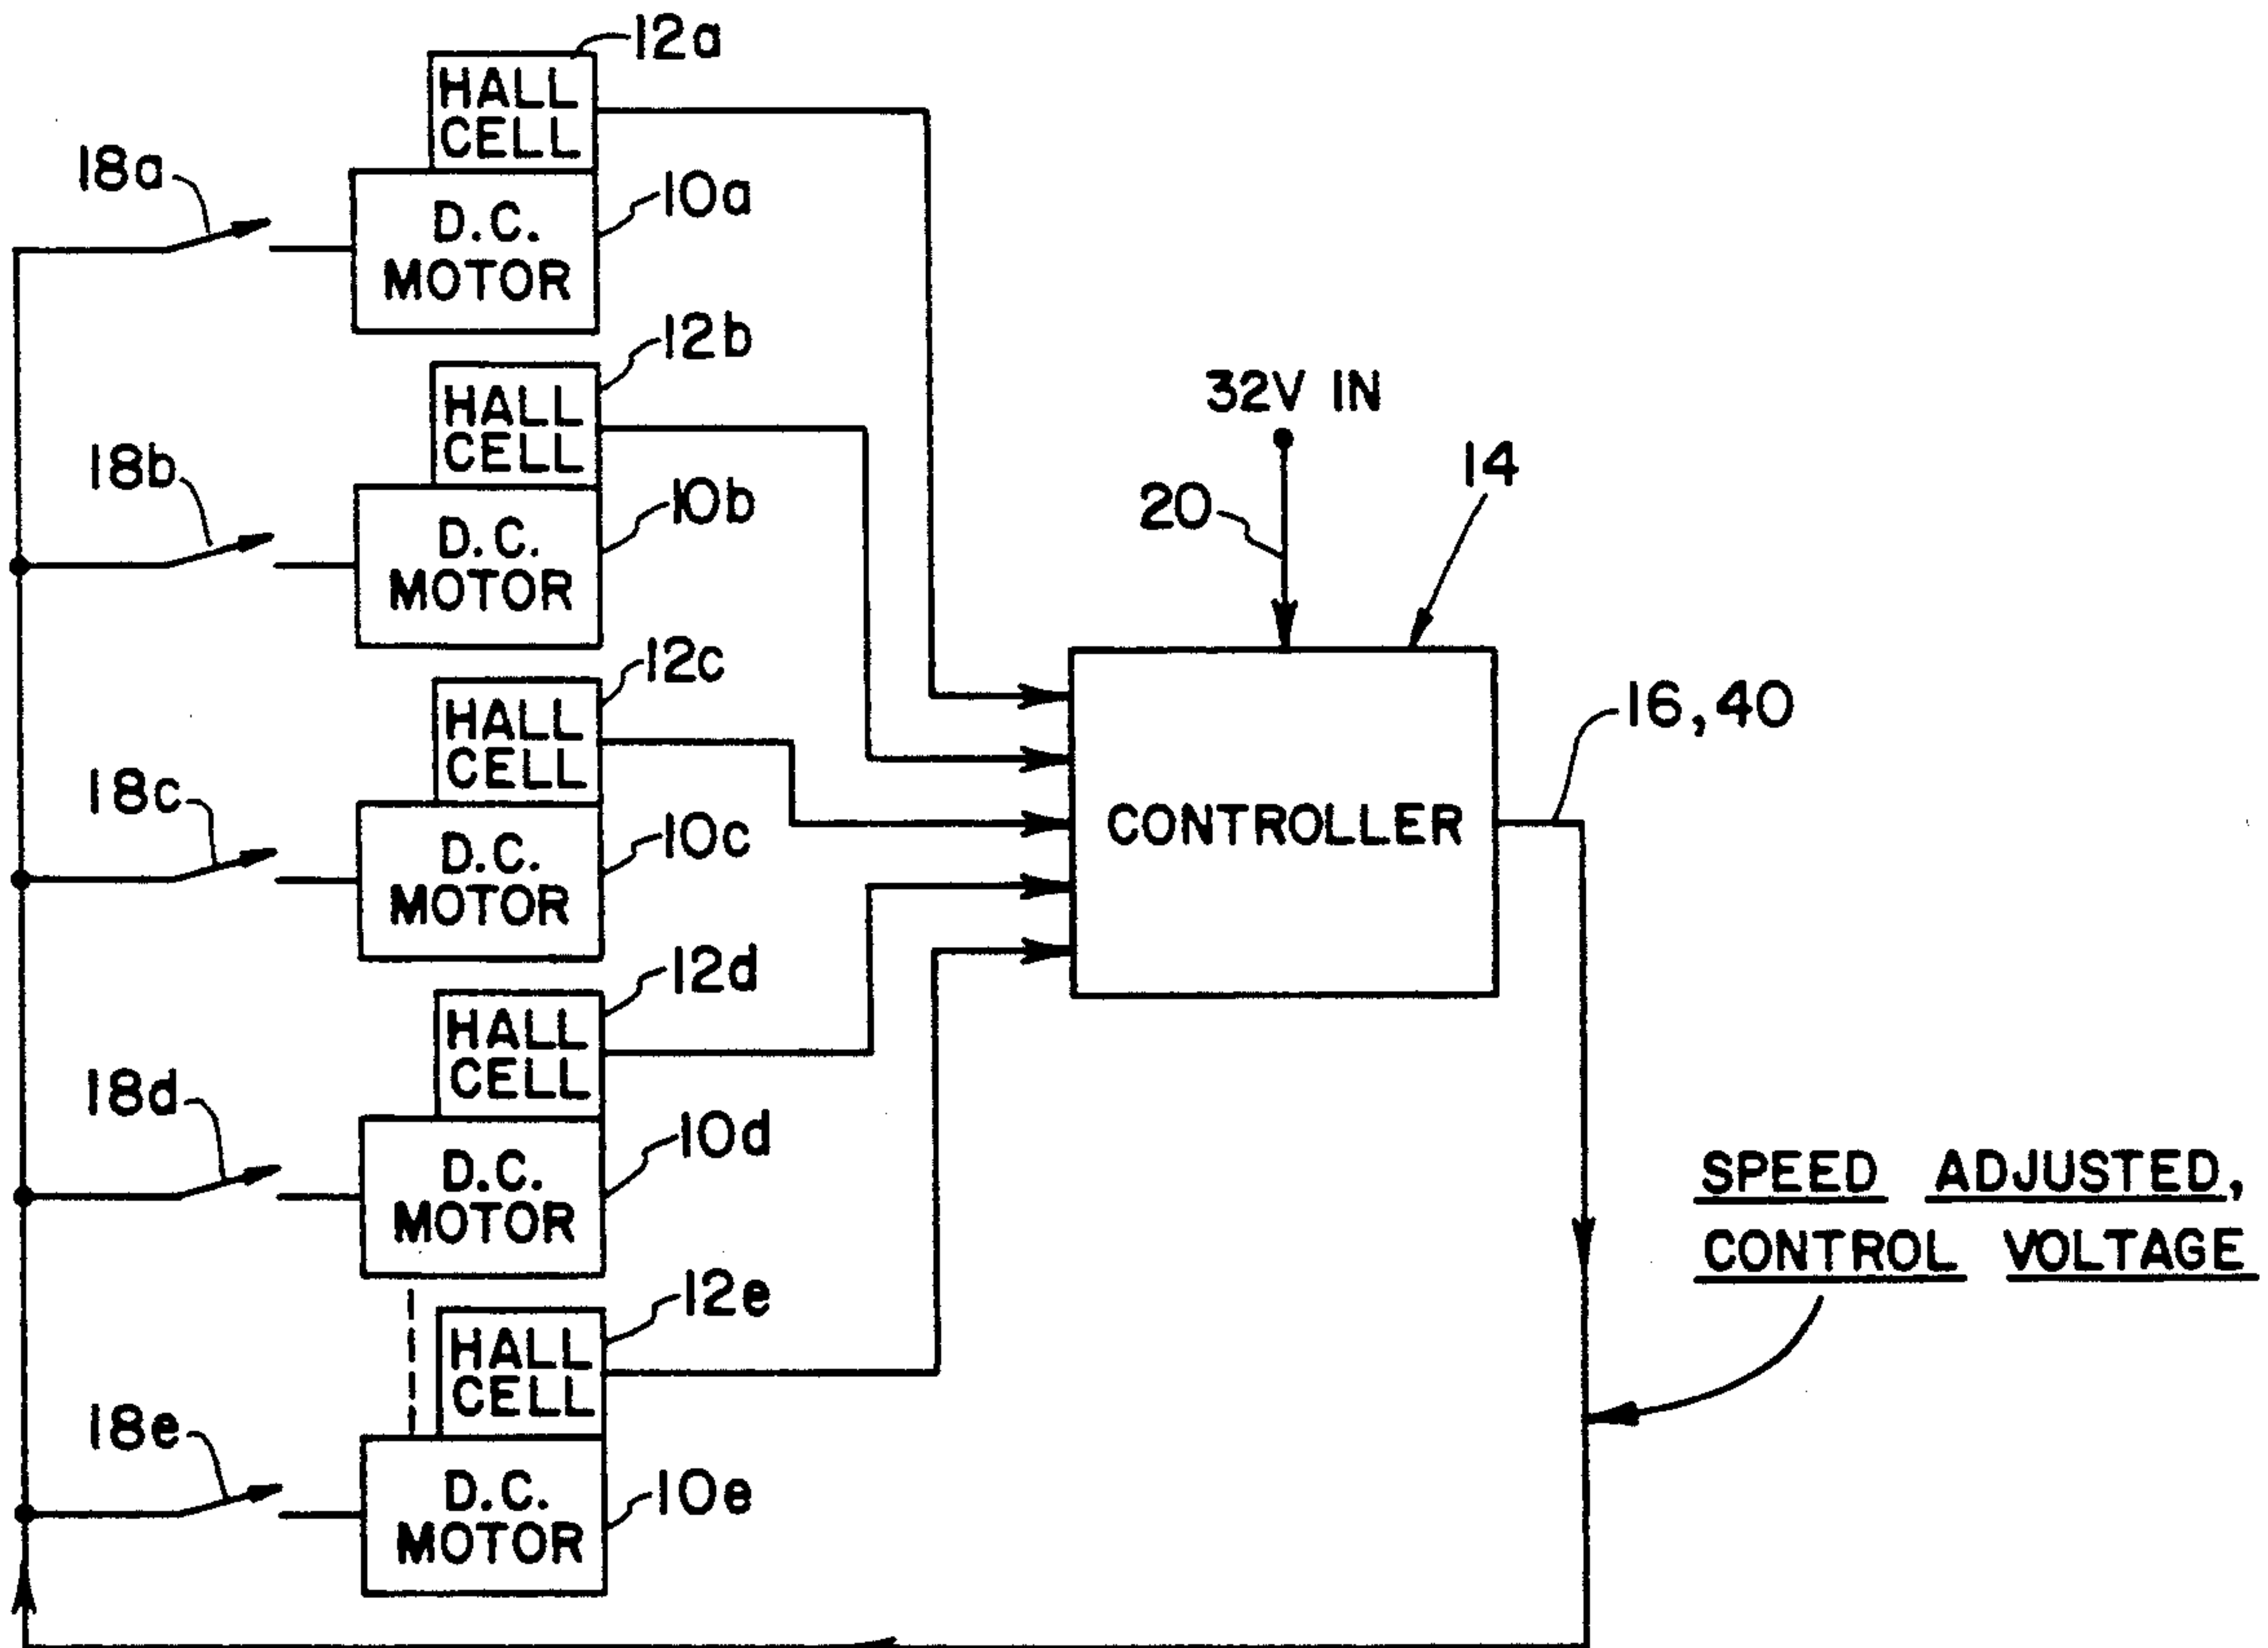 12a
HALL
CELL
18a
10a
D.C.
MOTOR
12b
HALL
CELL
18b
10b
D.C.
MOTOR
32V IN
20
14
12c
HALL
CELL
16,40
18c
10c
D.C.
MOTOR
CONTROLLER
12d
HALL
CELL
18d
10d
D.C.
MOTOR
SPEED ADJUSTED,
CONTROL VOLTAGE
12e
HALL
CELL
18e
10e
D.C.
MOTOR